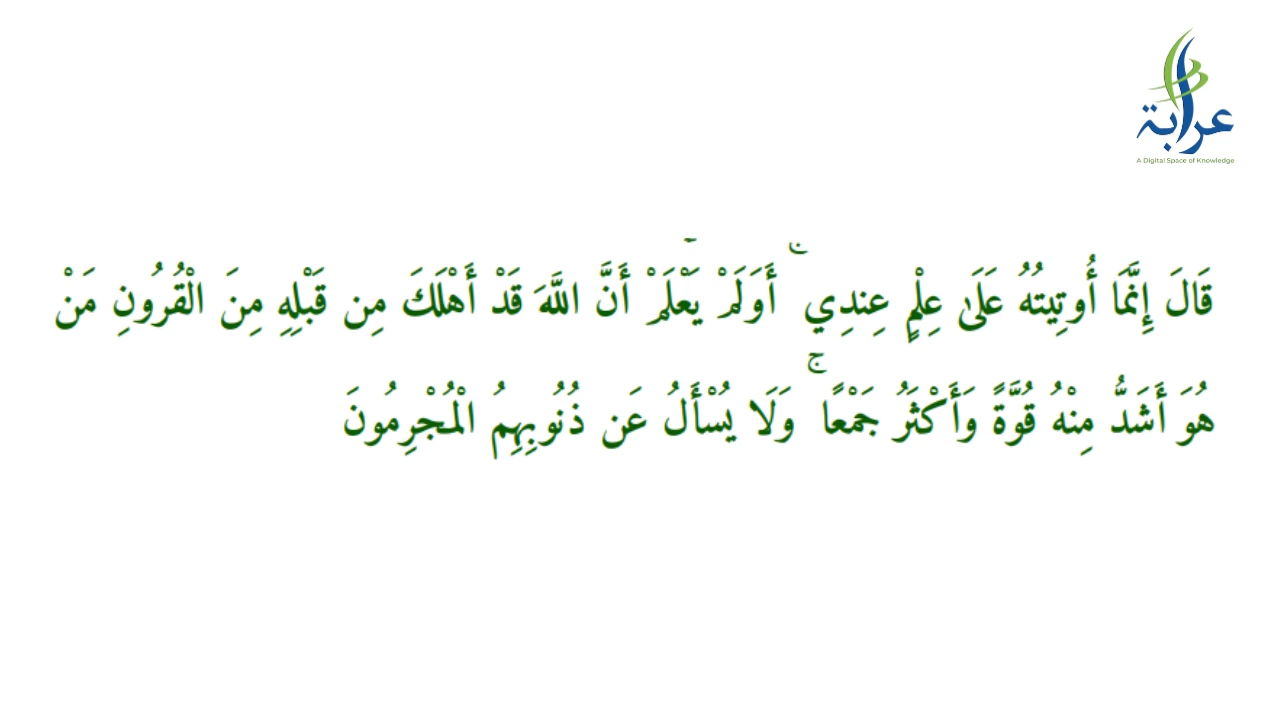 عرابة
A Digital Space of Knowledge
قَالَ إِنَّمَا أُوتِيتُهُ عَلَىٰ عِلْمٍ عِندِي ۚ أَوَلَمْ يَعْلَمْ أَنَّ اللَّهَ قَدْ أَهْلَكَ مِن قَبْلِهِ مِنَ الْقُرُونِ مَنْ
هُوَ أَشَدُّ مِنْهُ قُوَّةً وَأَكْثَرُ جَمْعًا ۚ وَلَا يُسْأَلُ عَن ذُنُوبِهِمُ الْمُجْرِمُونَ